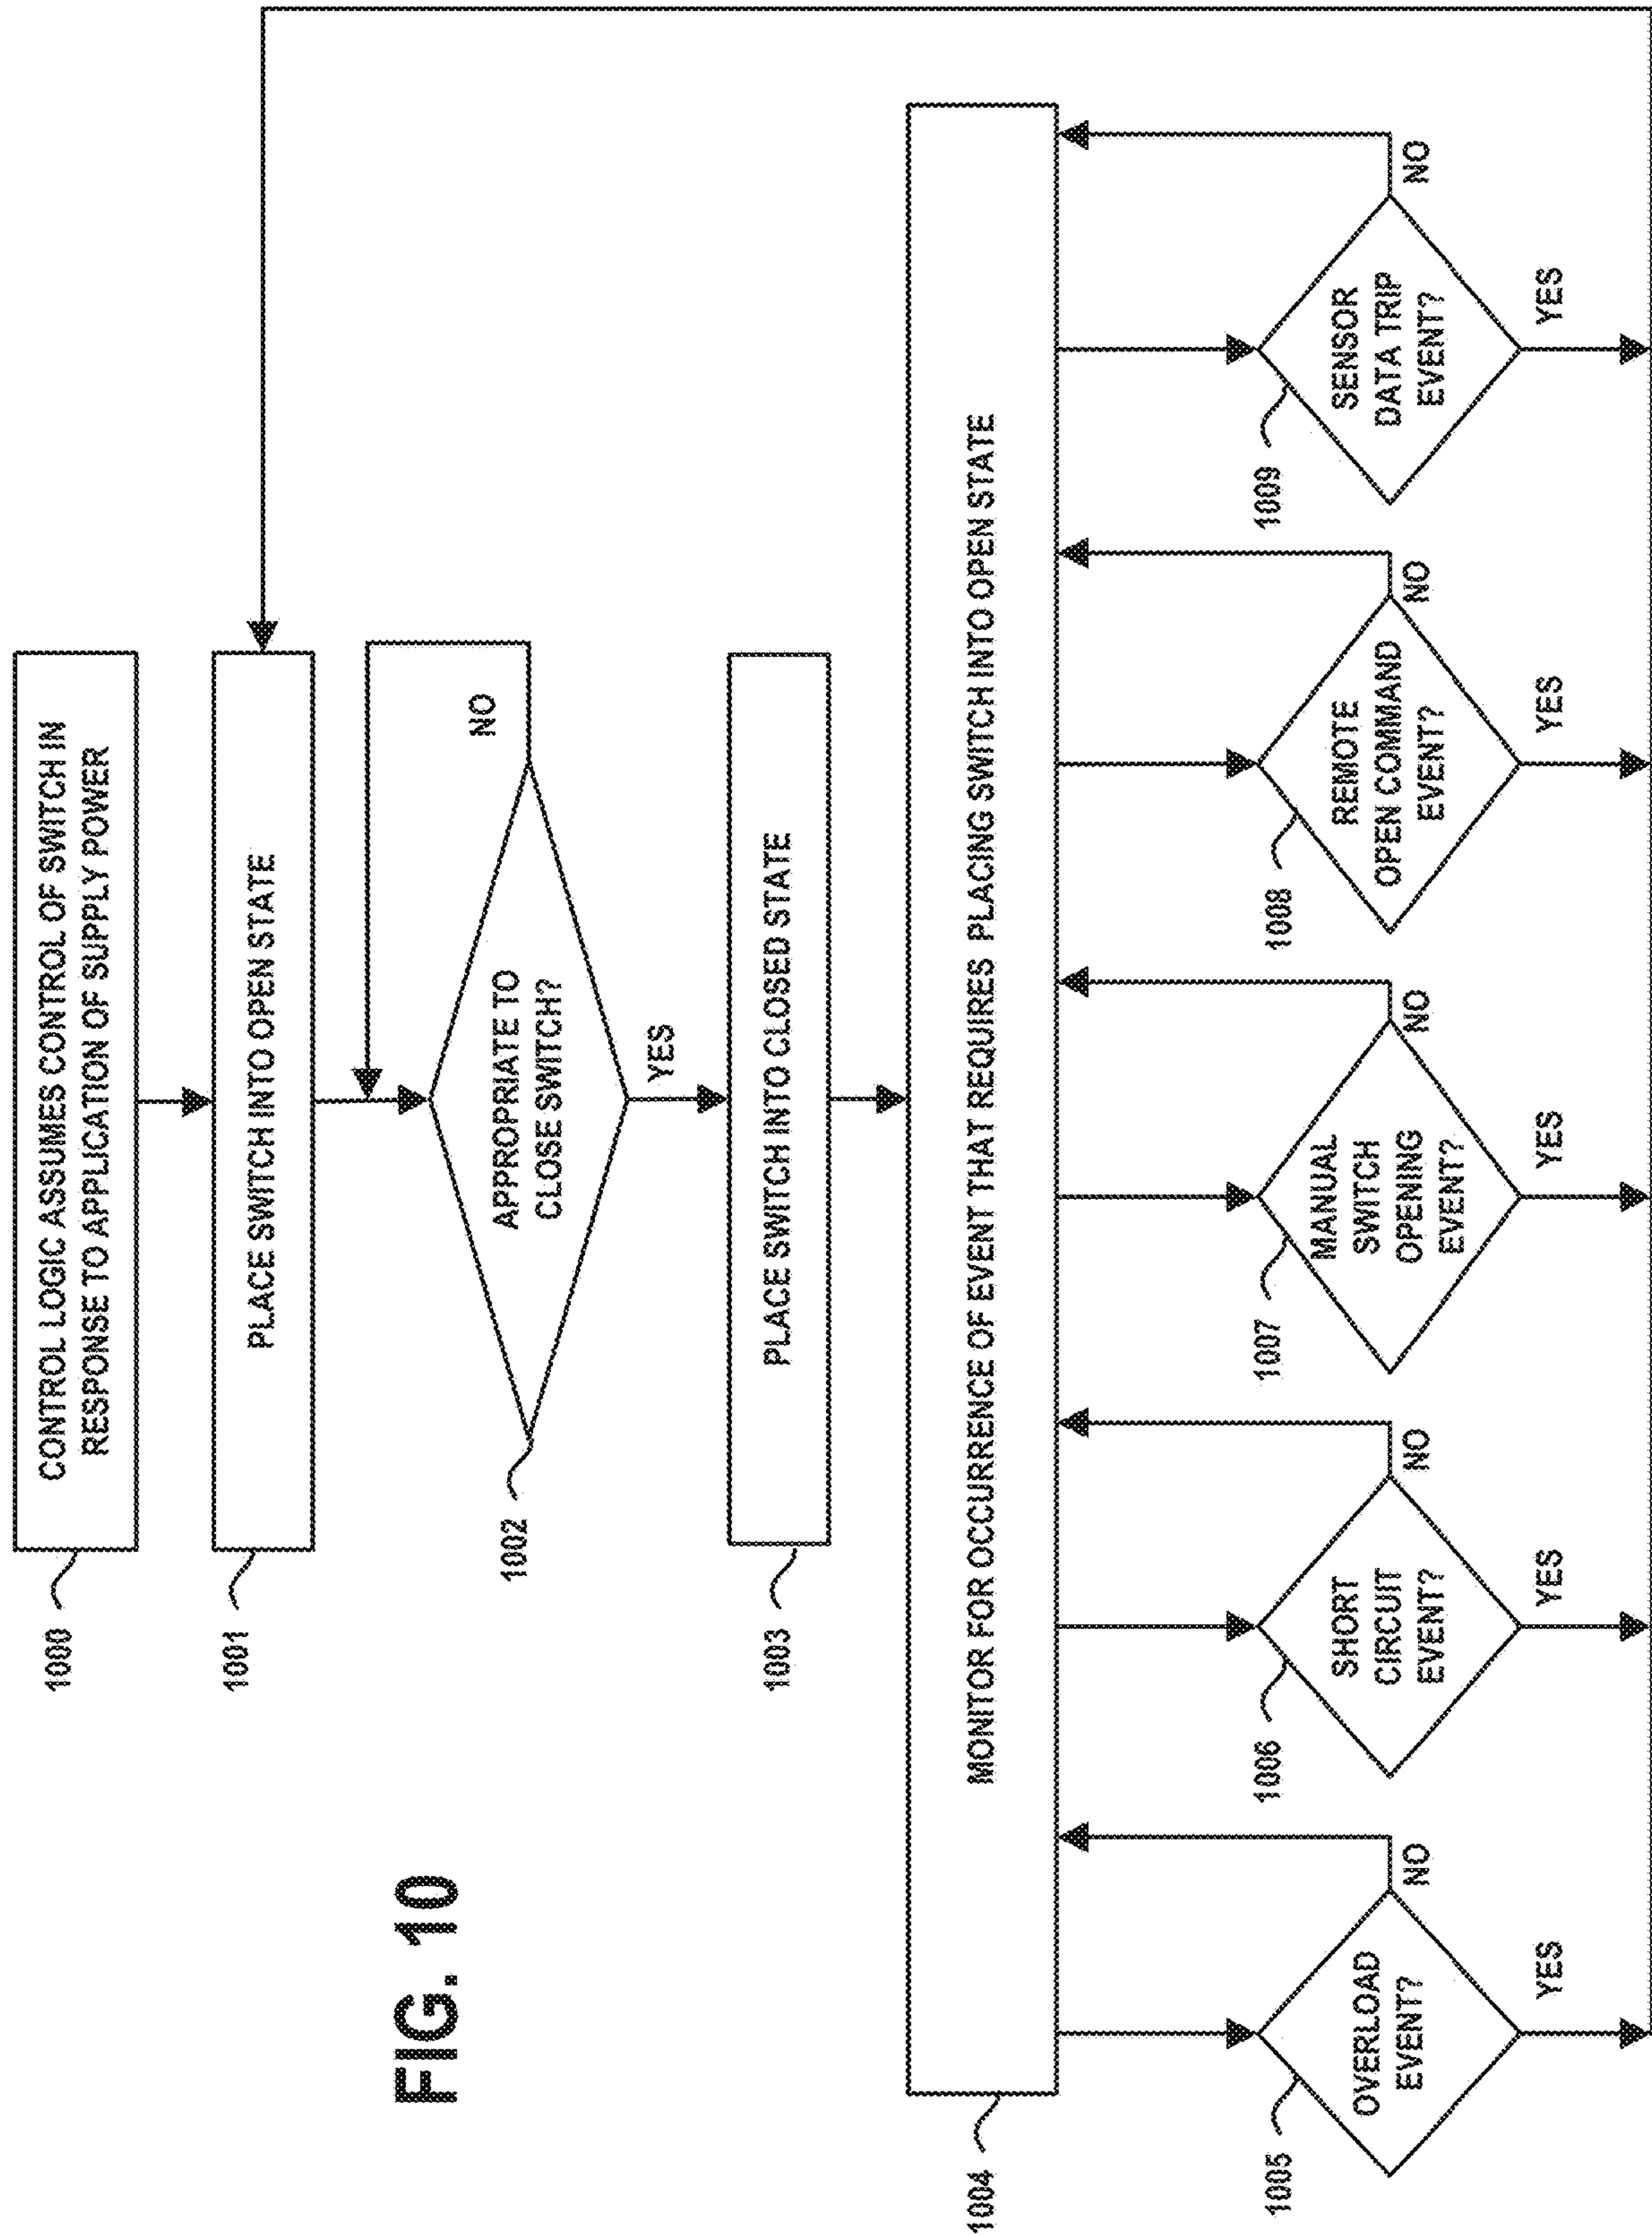 1000
CONTROL LOGIC ASSUMES CONTROL OF SWITCH IN
RESPONSE TO APPLICATION OF SUPPLY POWER
1001
PLACE SWITCH INTO OPEN STATE
FIG. 10
1002
APPROPRIATE TO
CLOSE SWITCH?
NO
YES
1003
PLACE SWITCH INTO CLOSED STATE
1004
MONITOR FOR OCCURRENCE OF EVENT THAT REQUIRES PLACING SWITCH INTO OPEN STATE
1005
OVERLOAD
EVENT?
NO
YES
1006
SHORT
CIRCUIT
EVENT?
NO
YES
1007
MANUAL
SWITCH
OPENING
EVENT?
NO
YES
1008
REMOTE
OPEN COMMAND
EVENT?
NO
YES
1009
SENSOR
DATA TRIP
EVENT?
NO
YES